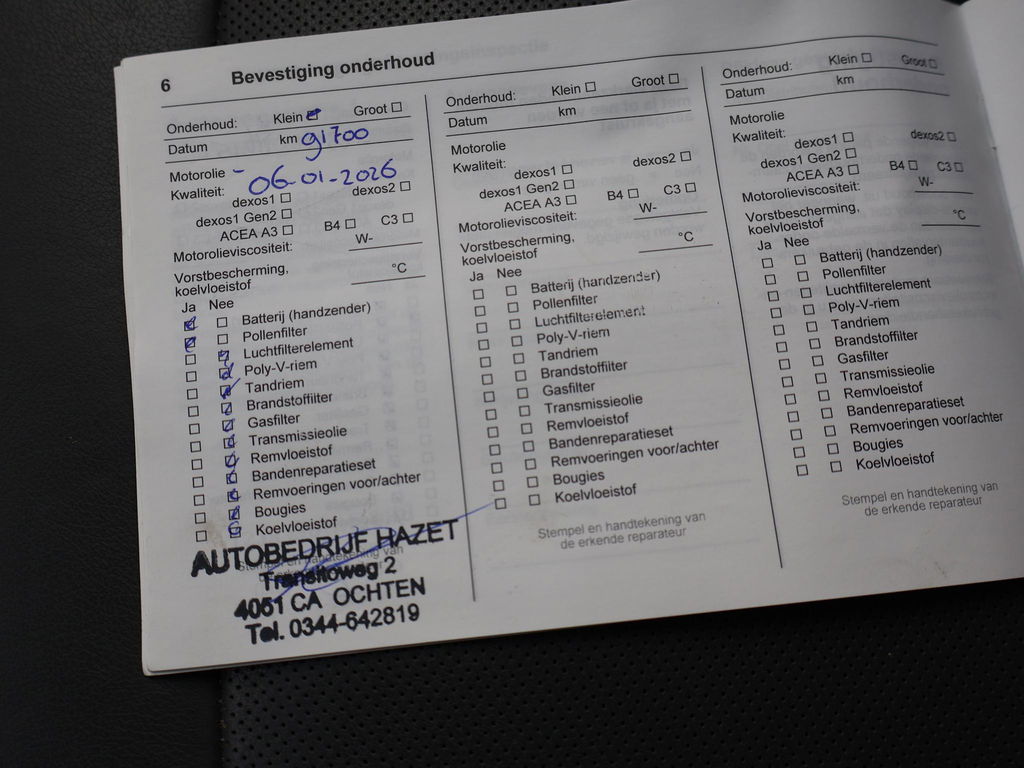 6 Bevestiging onderhoud
Onderhoud: Klein Groot
Datum km 91700
Motorolie -
06-01-2026
Kwaliteit: dexos1 dexos2
dexos1 Gen2
ACEA A3 B4 C3
Motorolieviscositeit: W-
Vorstbescherming,
koelvloeistof °C
Ja Nee
Batterij (handzender)
Pollenfilter
Luchtfilterelement
Poly-V-riem
Tandriem
Brandstoffilter
Gasfilter
Transmissieolie
Remvloeistof
Bandenreparatieset
Remvoeringen voor/achter
Bougies
Koelvloeistof
AUTOBEDRIJF HAZET
Transitoweg 2
4051 CA OCHTEN
Tel. 0344-642819
Onderhoud: Klein Groot
Datum km
Motorolie
Kwaliteit: dexos1 dexos2
dexos1 Gen2
ACEA A3 B4 C3
Motorolieviscositeit: W-
Vorstbescherming,
koelvloeistof °C
Ja Nee
Batterij (handzender)
Pollenfilter
Luchtfilterelement
Poly-V-riem
Tandriem
Brandstoffilter
Gasfilter
Transmissieolie
Remvloeistof
Bandenreparatieset
Remvoeringen voor/achter
Bougies
Koelvloeistof
Stempel en handtekening van
de erkende reparateur
Onderhoud: Klein Groot
Datum km
Motorolie
Kwaliteit: dexos1 dexos2
dexos1 Gen2
ACEA A3 B4 C3
Motorolieviscositeit: W-
Vorstbescherming,
koelvloeistof °C
Ja Nee
Batterij (handzender)
Pollenfilter
Luchtfilterelement
Poly-V-riem
Tandriem
Brandstoffilter
Gasfilter
Transmissieolie
Remvloeistof
Bandenreparatieset
Remvoeringen voor/achter
Bougies
Koelvloeistof
Stempel en handtekening van
de erkende reparateur